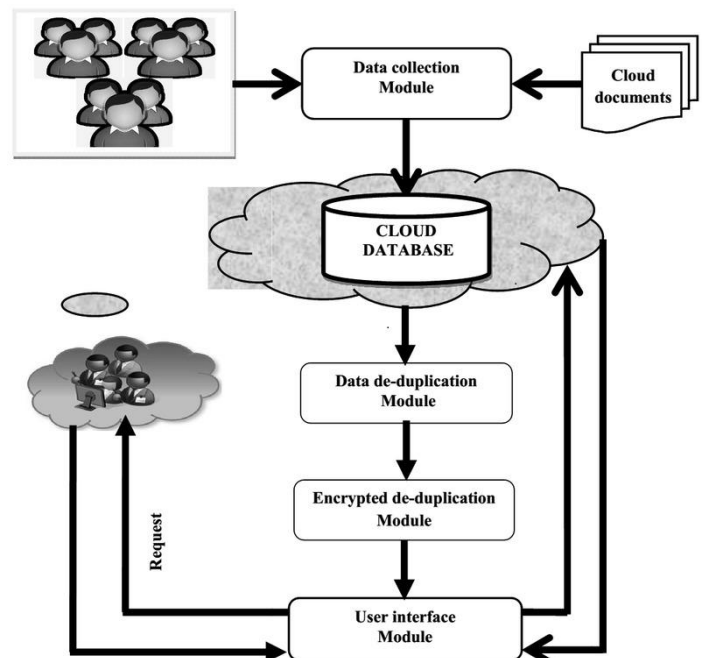 Data collection
Module
Cloud
documents
CLOUD
DATABASE
Data de-duplication
Module
Encrypted de-duplication
Module
Request
User interface
Module